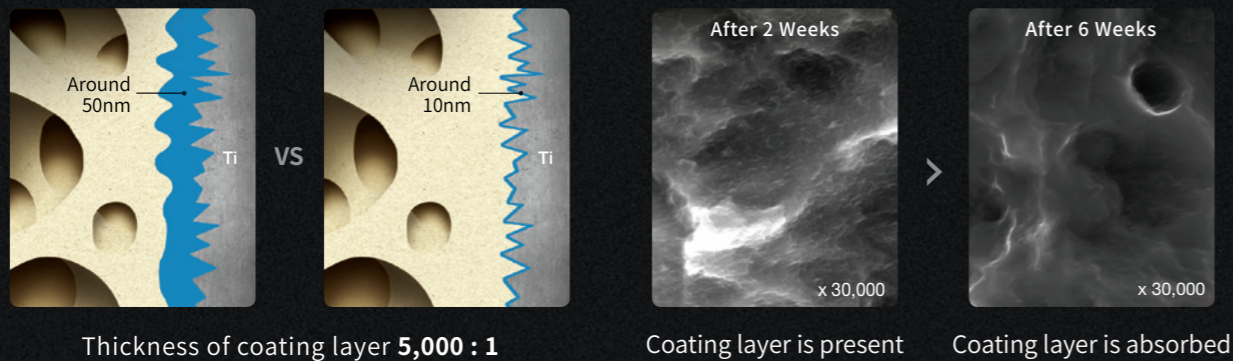 Around
50nm
Ti
VS
Around
10nm
Ti
Thickness of coating layer 5,000 : 1
After 2 Weeks
x 30,000
Coating layer is present
>
After 6 Weeks
x 30,000
Coating layer is absorbed